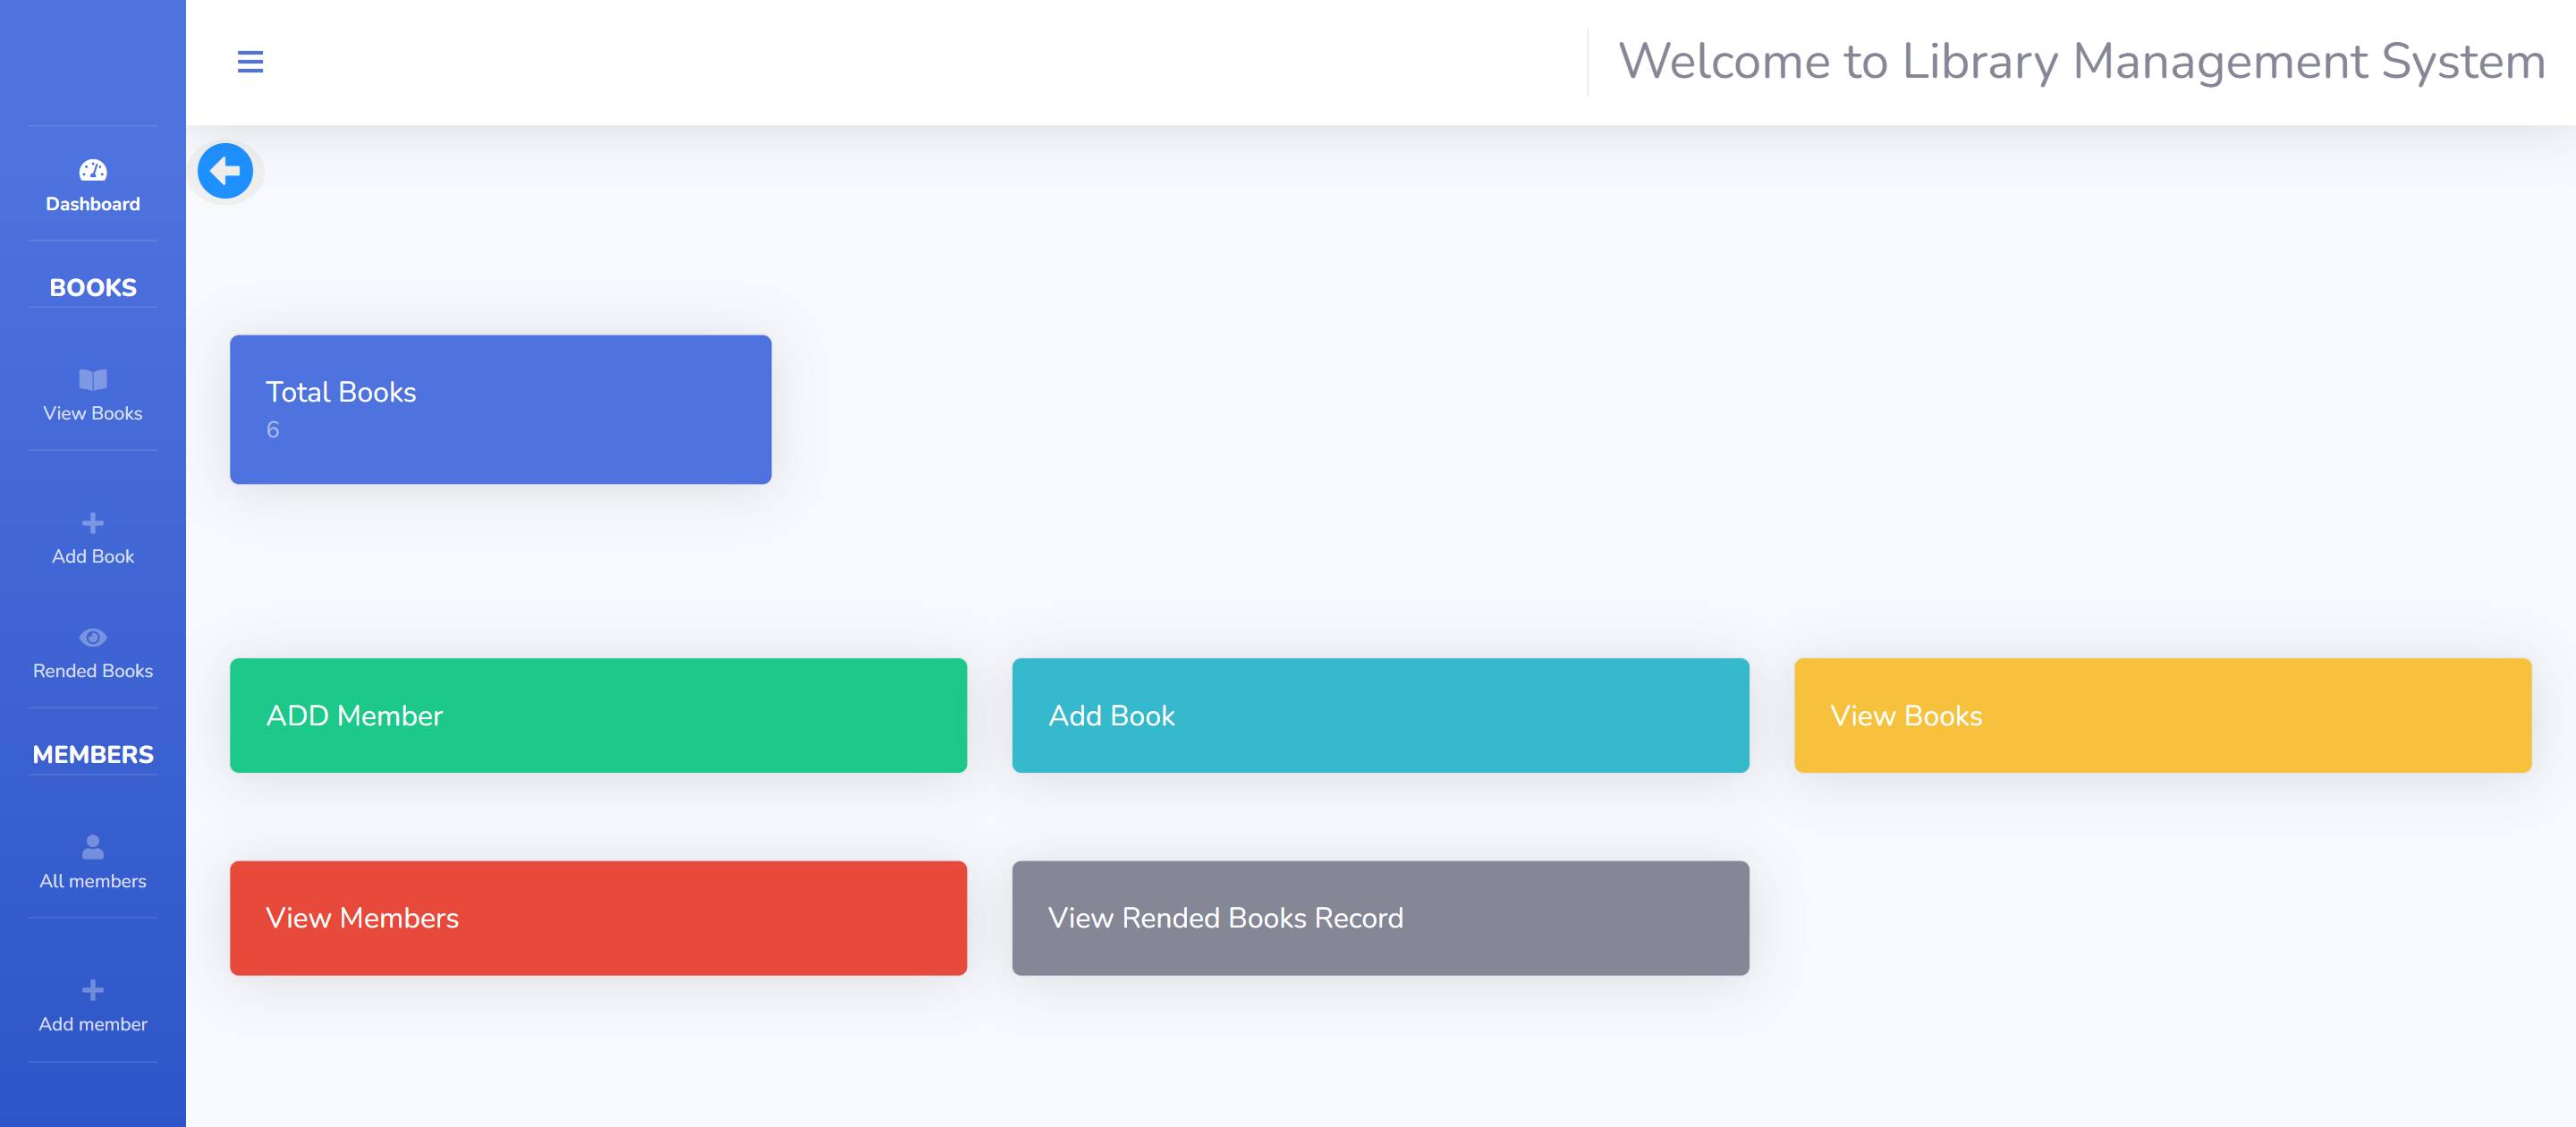 Welcome to Library Management System
Dashboard
BOOKS
View Books
Add Book
Rended Books
MEMBERS
All members
Add member
Total Books
6
ADD Member
Add Book
View Books
View Members
View Rended Books Record